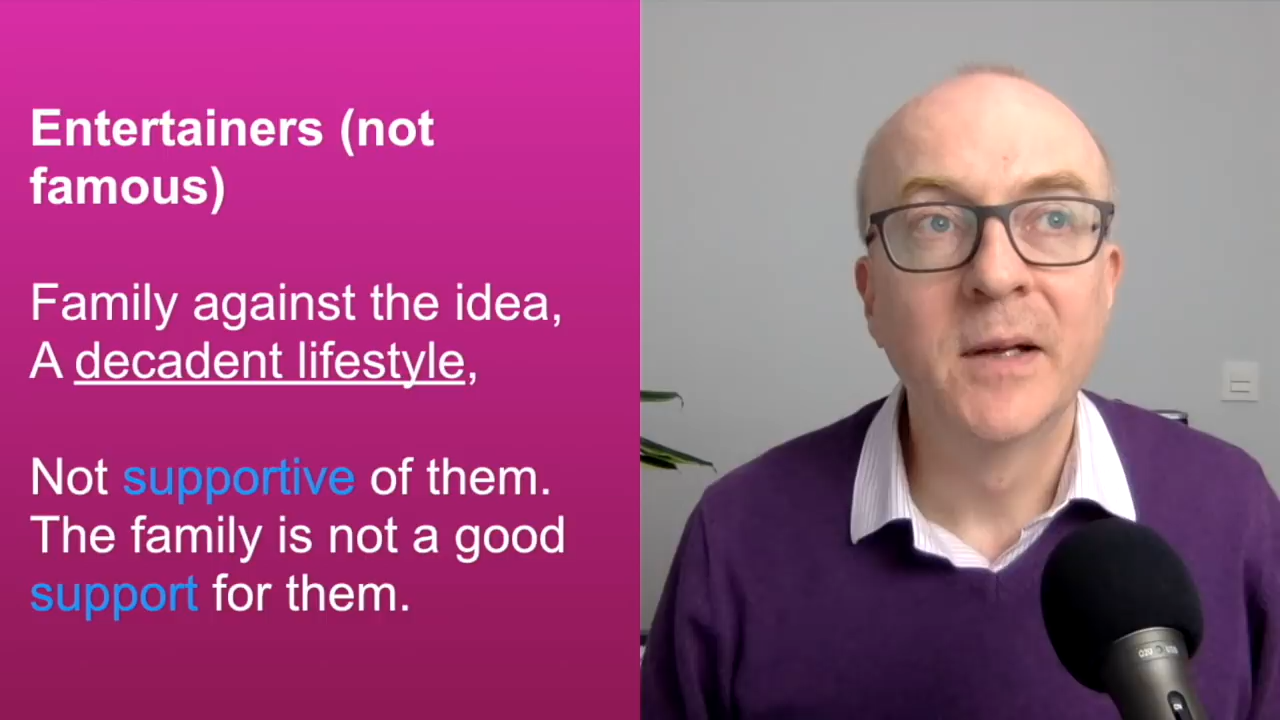 Entertainers (not
famous)
Family against the idea,
A decadent lifestyle,
Not supportive of them.
The family is not a good
support for them.